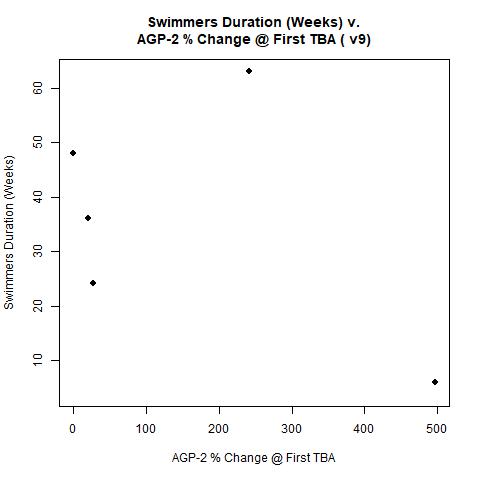 Swimmers Duration (Weeks) v.
AGP-2 % Change @ First TBA ( v9)
Swimmers Duration (Weeks)
60
50
40
30
20
10
0 100 200 300 400 500
AGP-2 % Change @ First TBA